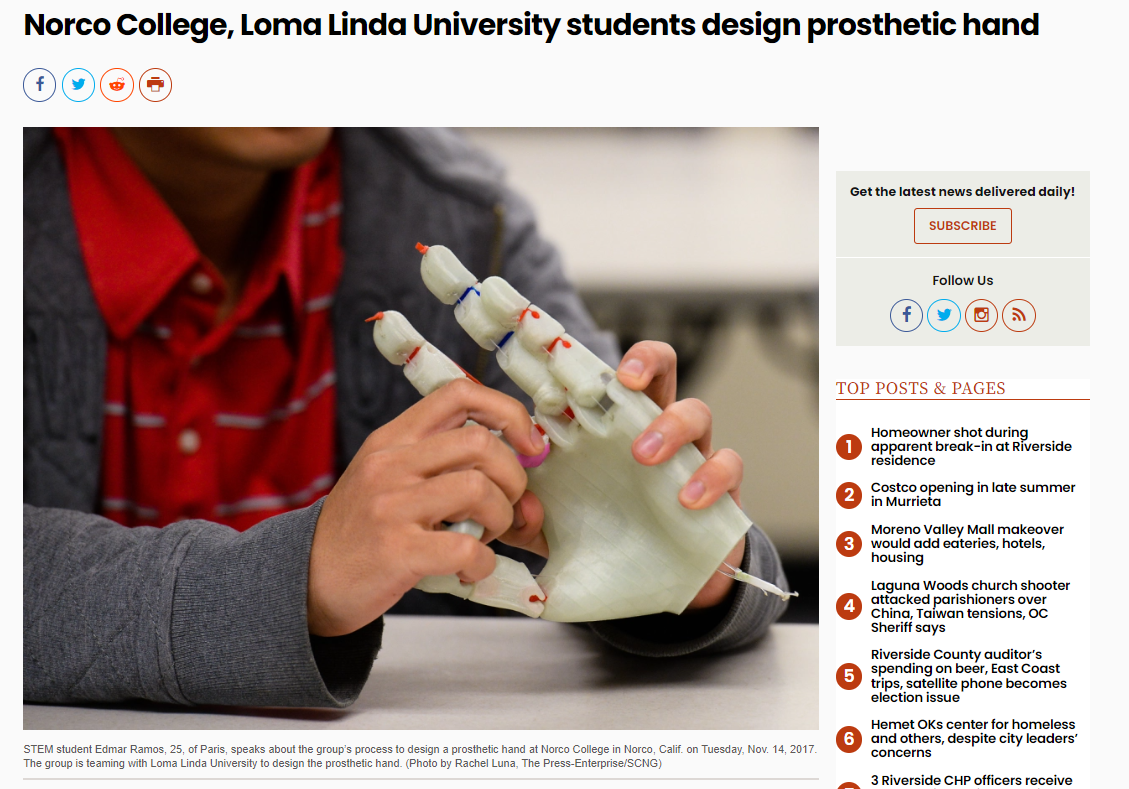 Norco College, Loma Linda University students design prosthetic hand
STEM student Edmar Ramos, 25, of Paris, speaks about the group's process to design a prosthetic hand at Norco College in Norco, Calif. on Tuesday, Nov. 14, 2017.
The group is teaming with Loma Linda University to design the prosthetic hand. (Photo by Rachel Luna, The Press-Enterprise/SCNG)
Get the latest news delivered daily!
SUBSCRIBE
Follow Us
TOP POSTS & PAGES
1
Homeowner shot during
apparent break-in at Riverside
residence
2
Costco opening in late summer
in Murrieta
3
Moreno Valley Mall makeover
would add eateries, hotels,
housing
4
Laguna Woods church shooter
attacked parishioners over
China, Taiwan tensions, OC
Sheriff says
5
Riverside County auditor's
spending on beer, East Coast
trips, satellite phone becomes
election issue
6
Hemet OKs center for homeless
and others, despite city leaders'
concerns
3 Riverside CHP officers receive